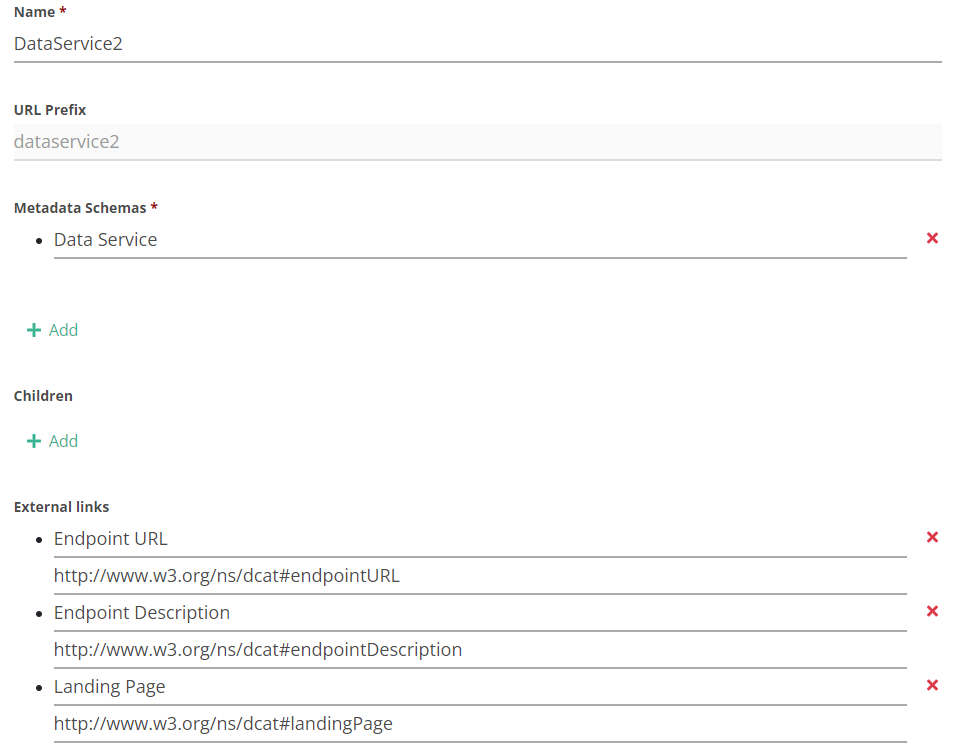 Name *
DataService2
URL Prefix
dataservice2
Metadata Schemas *
Data Service
Add
Children
Add
External links
Endpoint URL
http://www.w3.org/ns/dcat#endpointURL
Endpoint Description
http://www.w3.org/ns/dcat#endpointDescription
Landing Page
http://www.w3.org/ns/dcat#landingPage